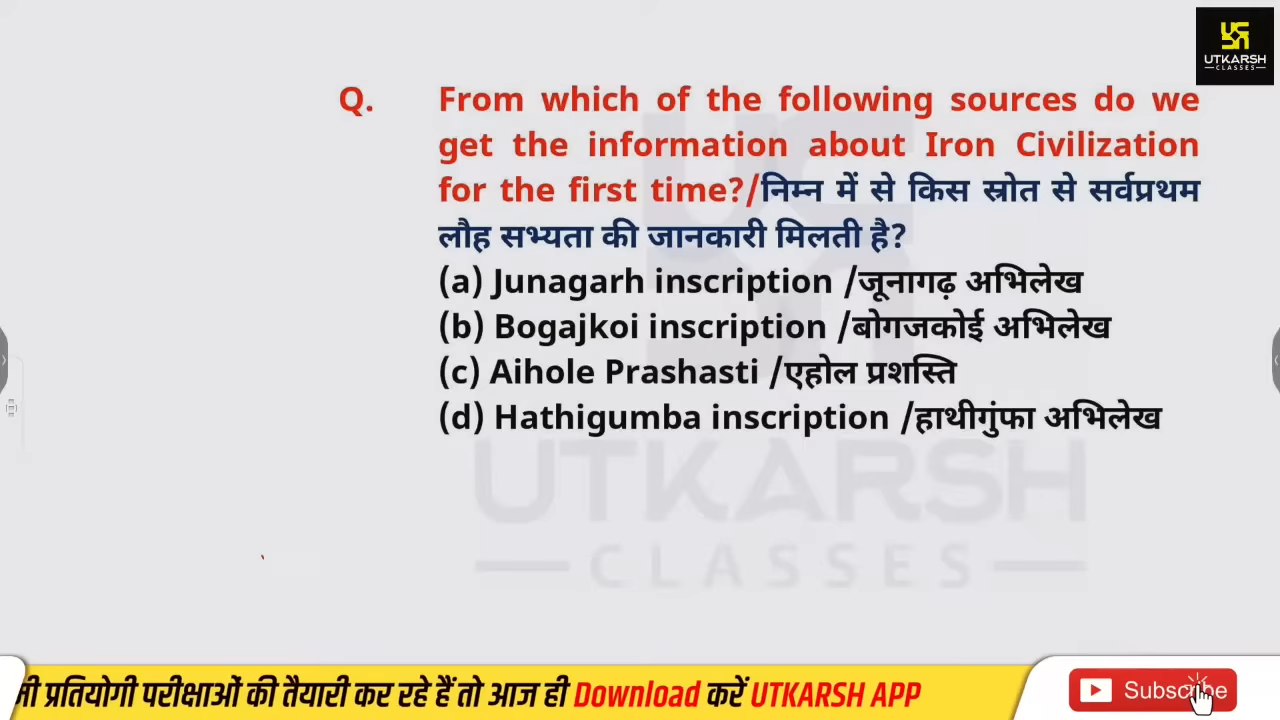 UTKARSH
CLASSES
Q. From which of the following sources do we
get the information about Iron Civilization
for the first time?/निम्न में से किस स्रोत से सर्वप्रथम
लौह सभ्यता की जानकारी मिलती है?
(a) Junagarh inscription /जूनागढ़ अभिलेख
(b) Bogajkoi inscription /बोगजकोई अभिलेख
(c) Aihole Prashasti /एहोल प्रशस्ति
(d) Hathigumba inscription /हाथीगुंफा अभिलेख
UTKARSH
CLASSES
प्रतियोगी परीक्षाओं की तैयारी कर रहे हैं तो आज ही Download करें UTKARSH APP
Subscribe